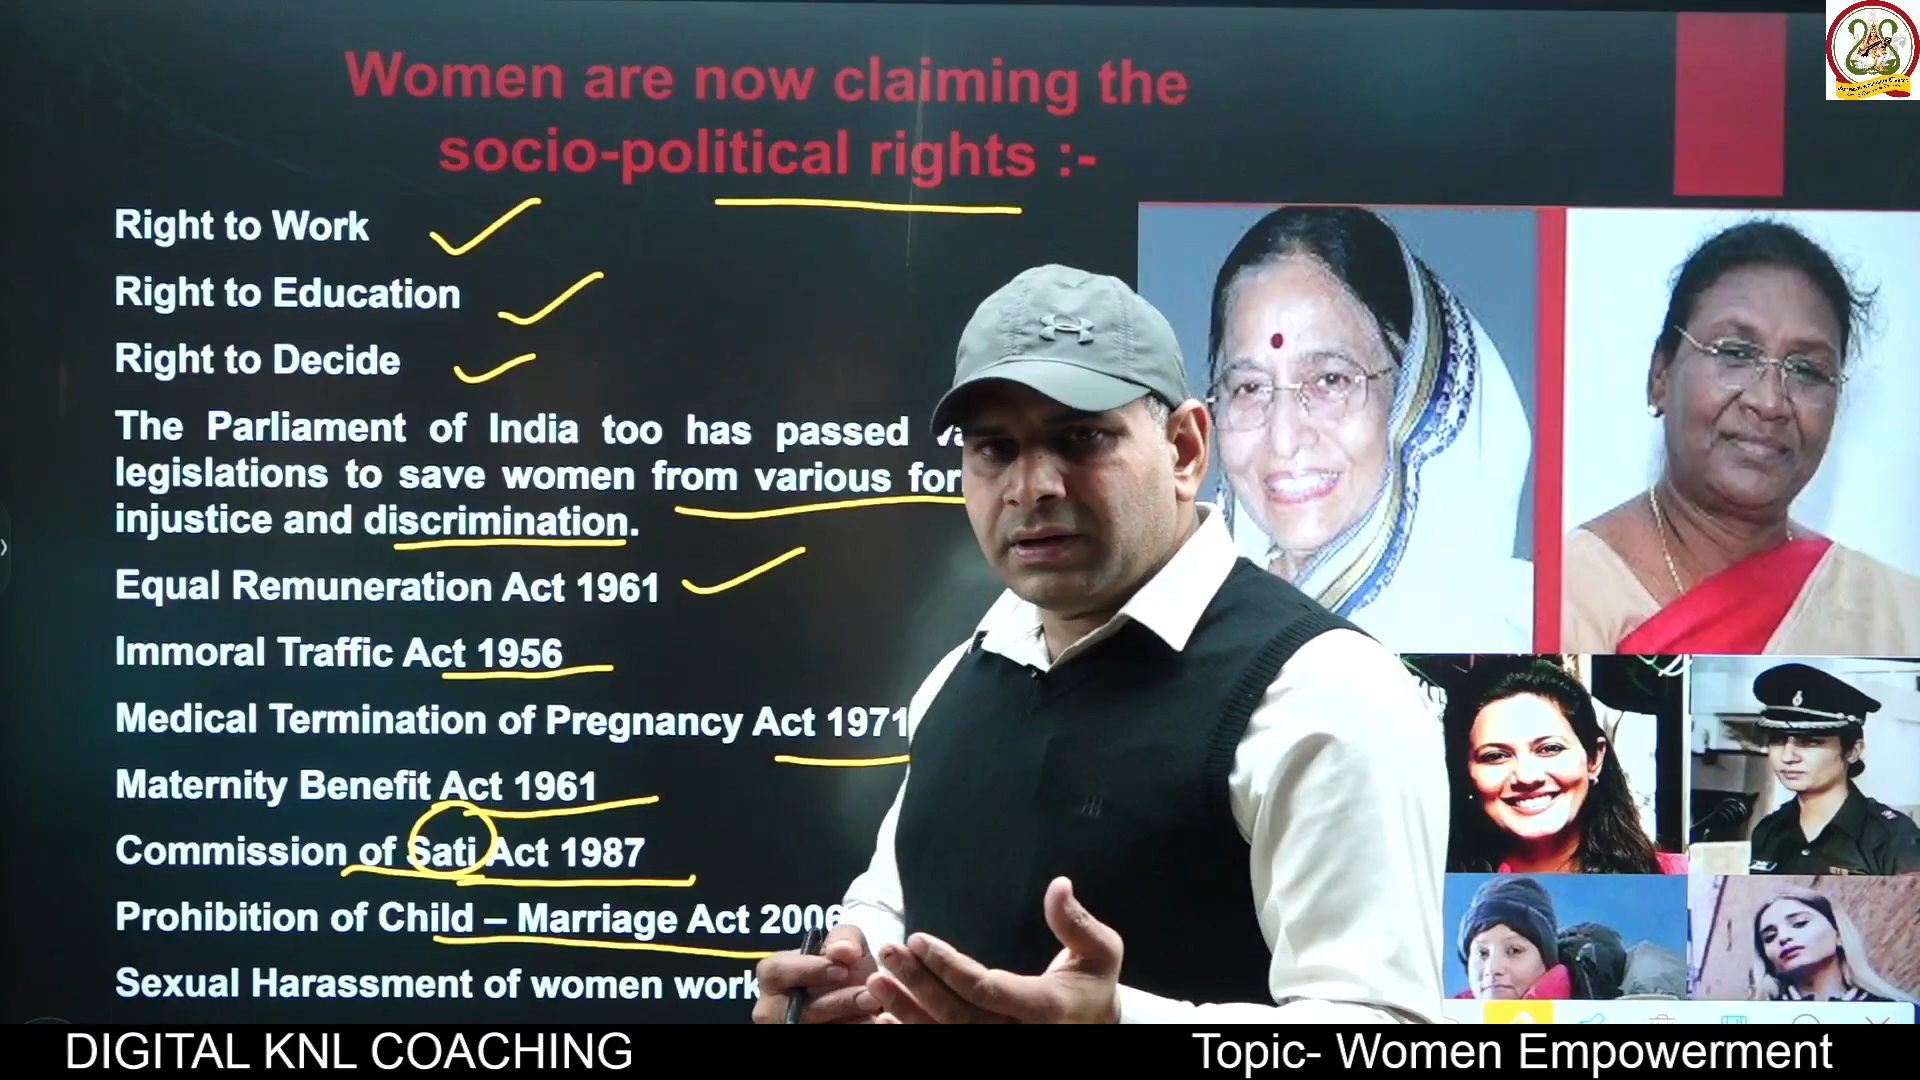 Women are now claiming the
socio-political rights :-
Right to Work
Right to Education
Right to Decide
The Parliament of India too has passed
legislations to save women from various
injustice and discrimination.
Equal Remuneration Act 1961
Immoral Traffic Act 1956
Medical Termination of Pregnancy Act 1971
Maternity Benefit Act 1961
Commission of Sati Act 1987
Prohibition of Child – Marriage Act 2006
Sexual Harassment of women
DIGITAL KNL COACHING
Topic- Women Empowerment